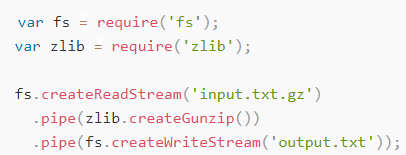 var fs = require('fs');
var zlib = require('zlib');

fs.createReadStream('input.txt.gz')
  .pipe(zlib.createGunzip())
  .pipe(fs.createWriteStream('output.txt'));